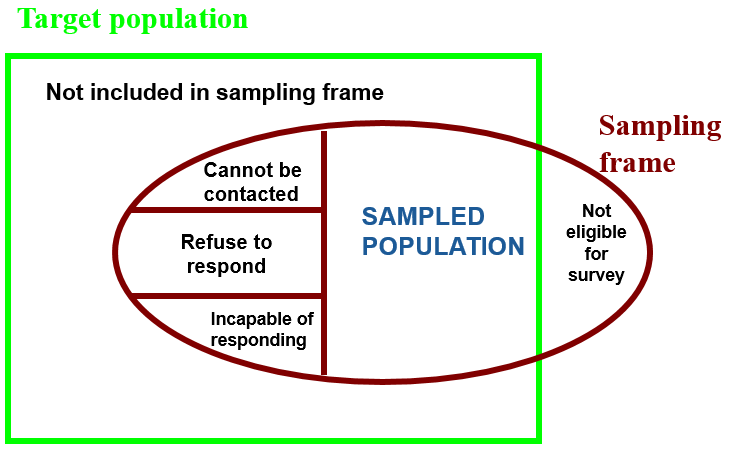 Target population
Not included in sampling frame
Sampling
frame
Cannot be
contacted
SAMPLED
POPULATION
Not
eligible
for
survey
Refuse to
respond
Incapable of
responding